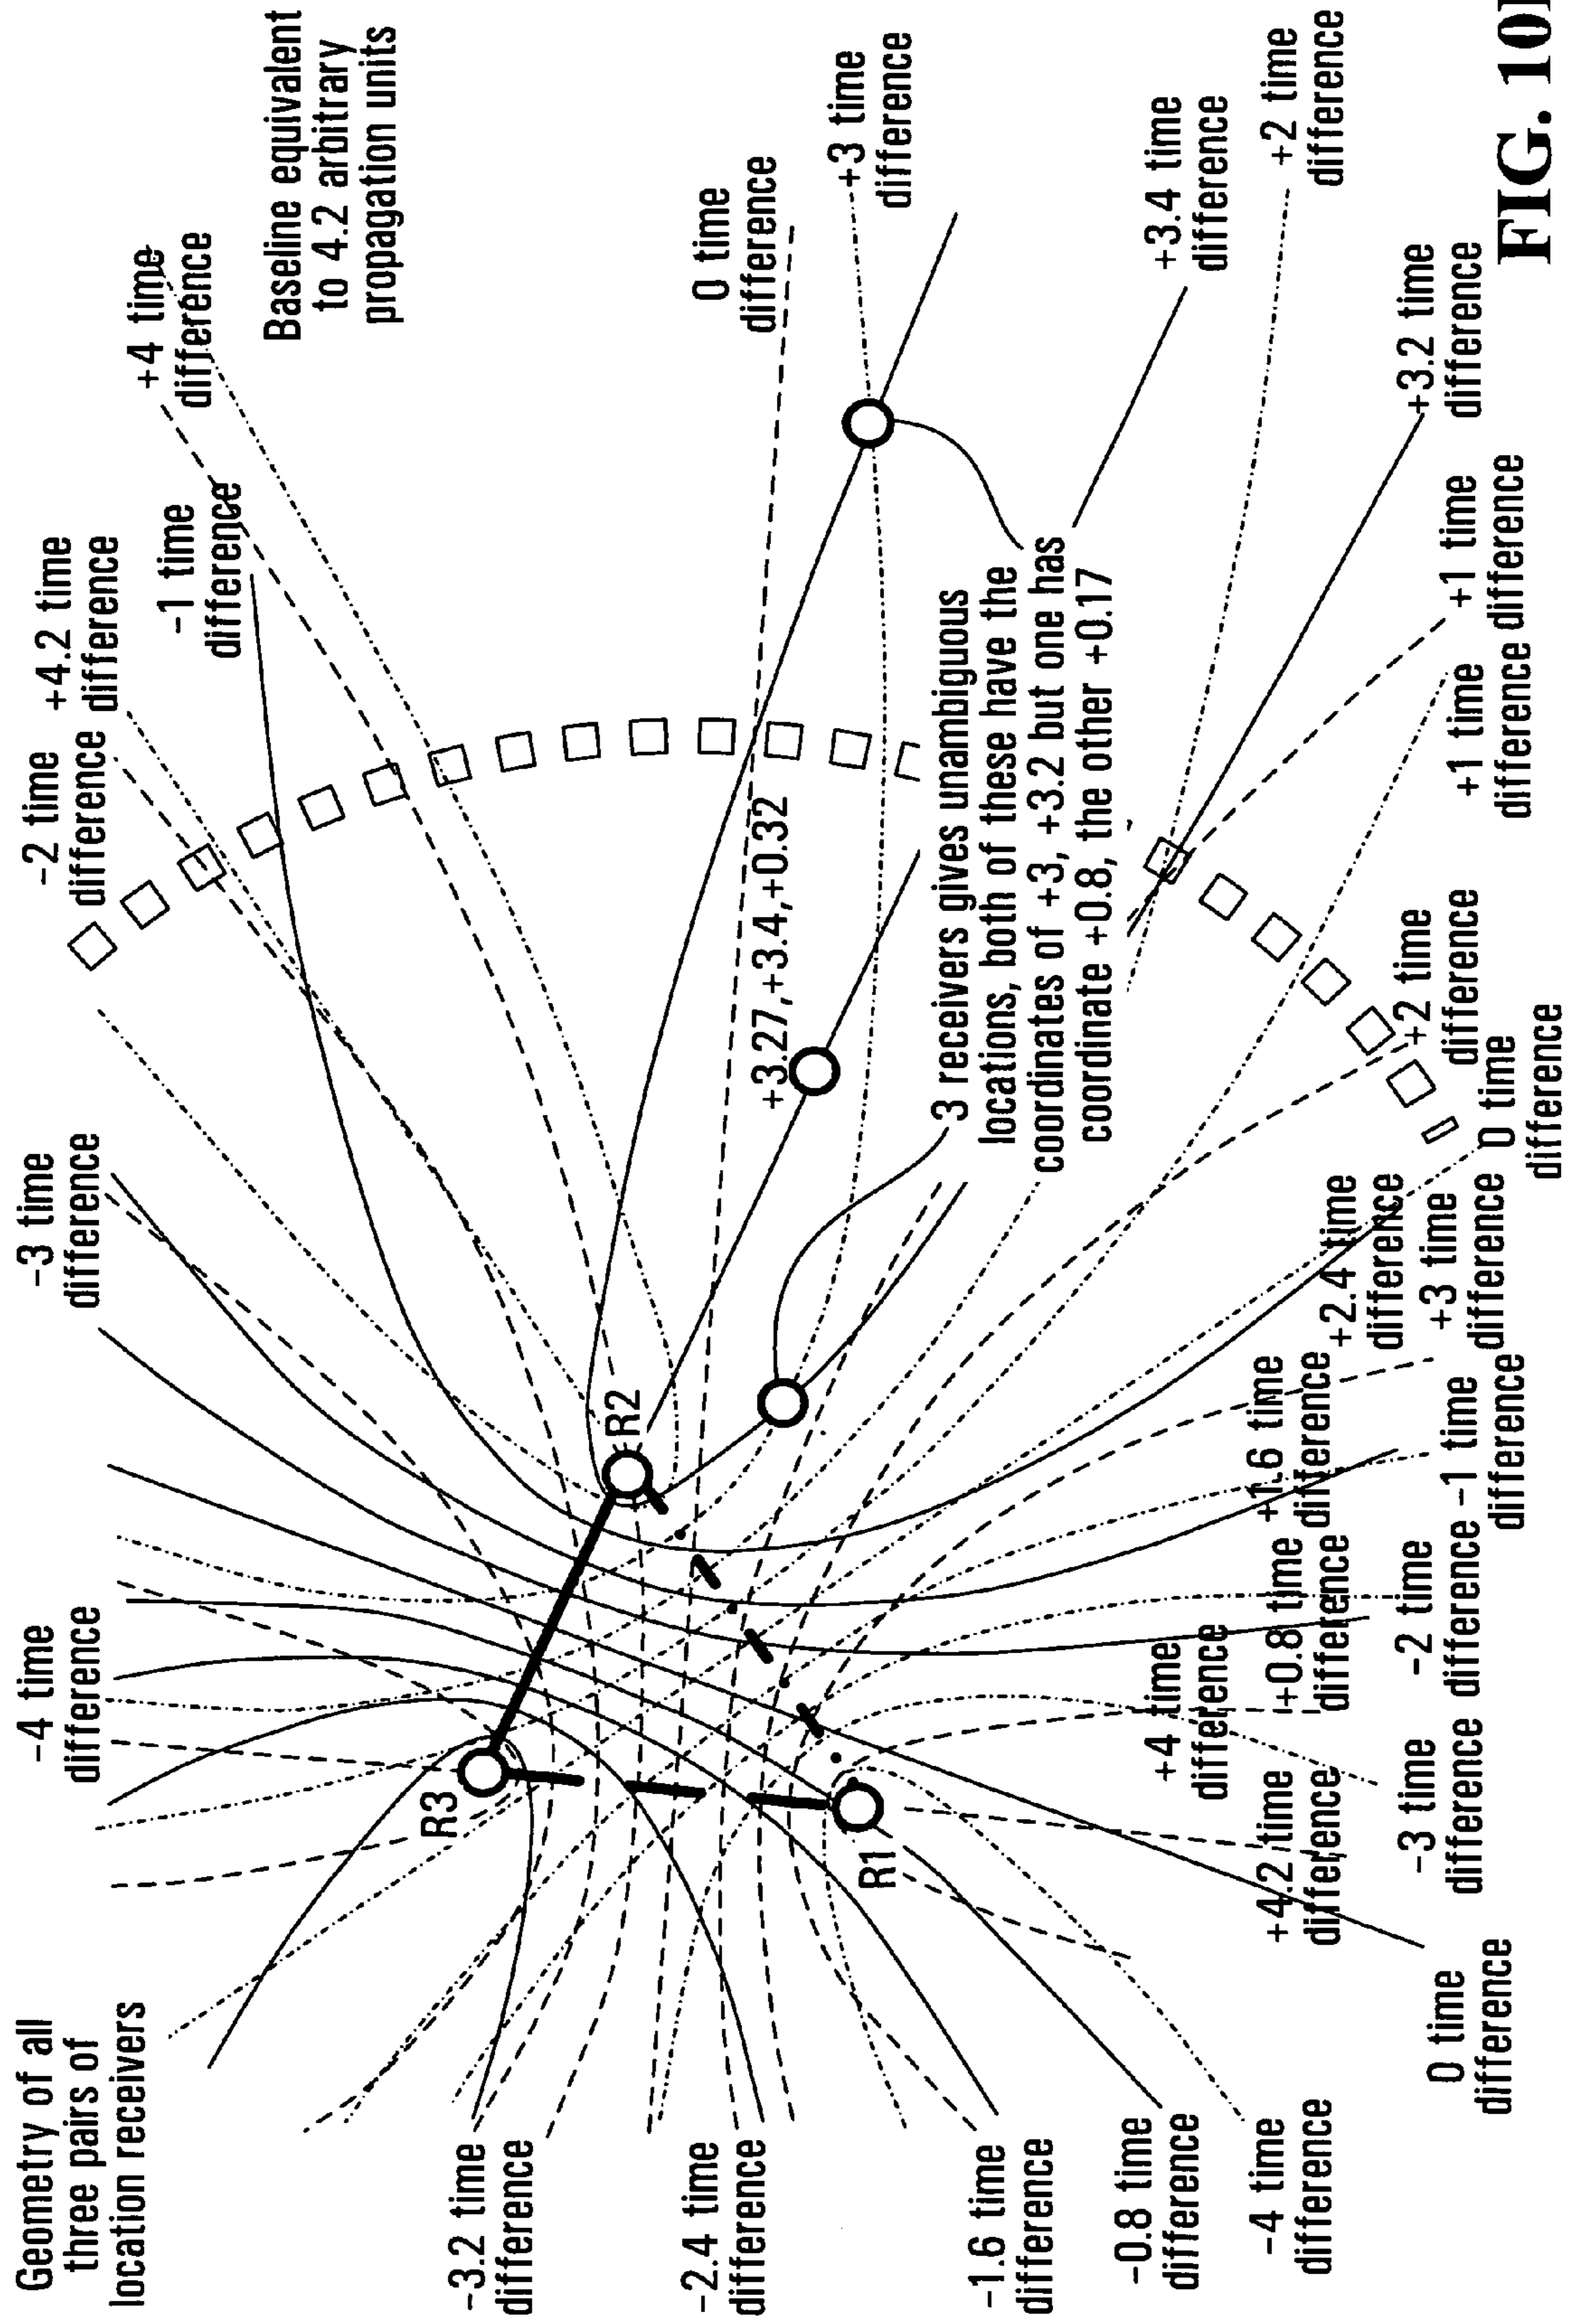 Geometry of all
three pairs of
location receivers
-4 time
difference
-3 time
difference
-2 time
difference
+4.2 time
difference
-1 time
difference
+4 time
difference
Baseline equivalent
to 4.2 arbitrary
propagation units
R3
R2
R1
0 time
difference
+3 time
difference
+3.27,+3.4,+0.32
3 receivers gives unambiguous
locations, both of these have the
coordinates of +3, +3.2 but one has
coordinate +0.8, the other +0.17
+3.4 time
difference
+2 time
difference
+3.2 time
difference
+1 time
difference
+1 time
difference
+2 time
difference
0 time
difference
+2.4 time
difference
+3 time
difference
+1.6 time
difference
-1 time
difference
+0.8 time
difference
-2 time
difference
+4 time
difference
+4.2 time
difference
-3 time
difference
0 time
difference
-3.2 time
difference
-2.4 time
difference
-1.6 time
difference
-0.8 time
difference
-4 time
difference